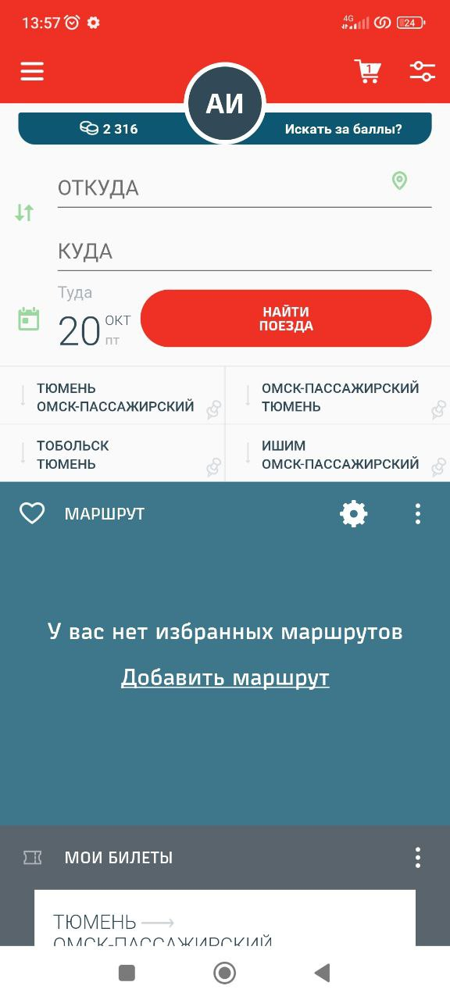 13:57
4G
24
1
АИ
2 316
Искать за баллы?
ОТКУДА
КУДА
Туда
20 ОКТ
пт
НАЙТИ
ПОЕЗДА
ТЮМЕНЬ
ОМСК-ПАССАЖИРСКИЙ
ОМСК-ПАССАЖИРСКИЙ
ТЮМЕНЬ
ТОБОЛЬСК
ТЮМЕНЬ
ИШИМ
ОМСК-ПАССАЖИРСКИЙ
МАРШРУТ
У вас нет избранных маршрутов
Добавить маршрут
МОИ БИЛЕТЫ
ТЮМЕНЬ
ОМСК-ПАССАЖИРСКИЙ